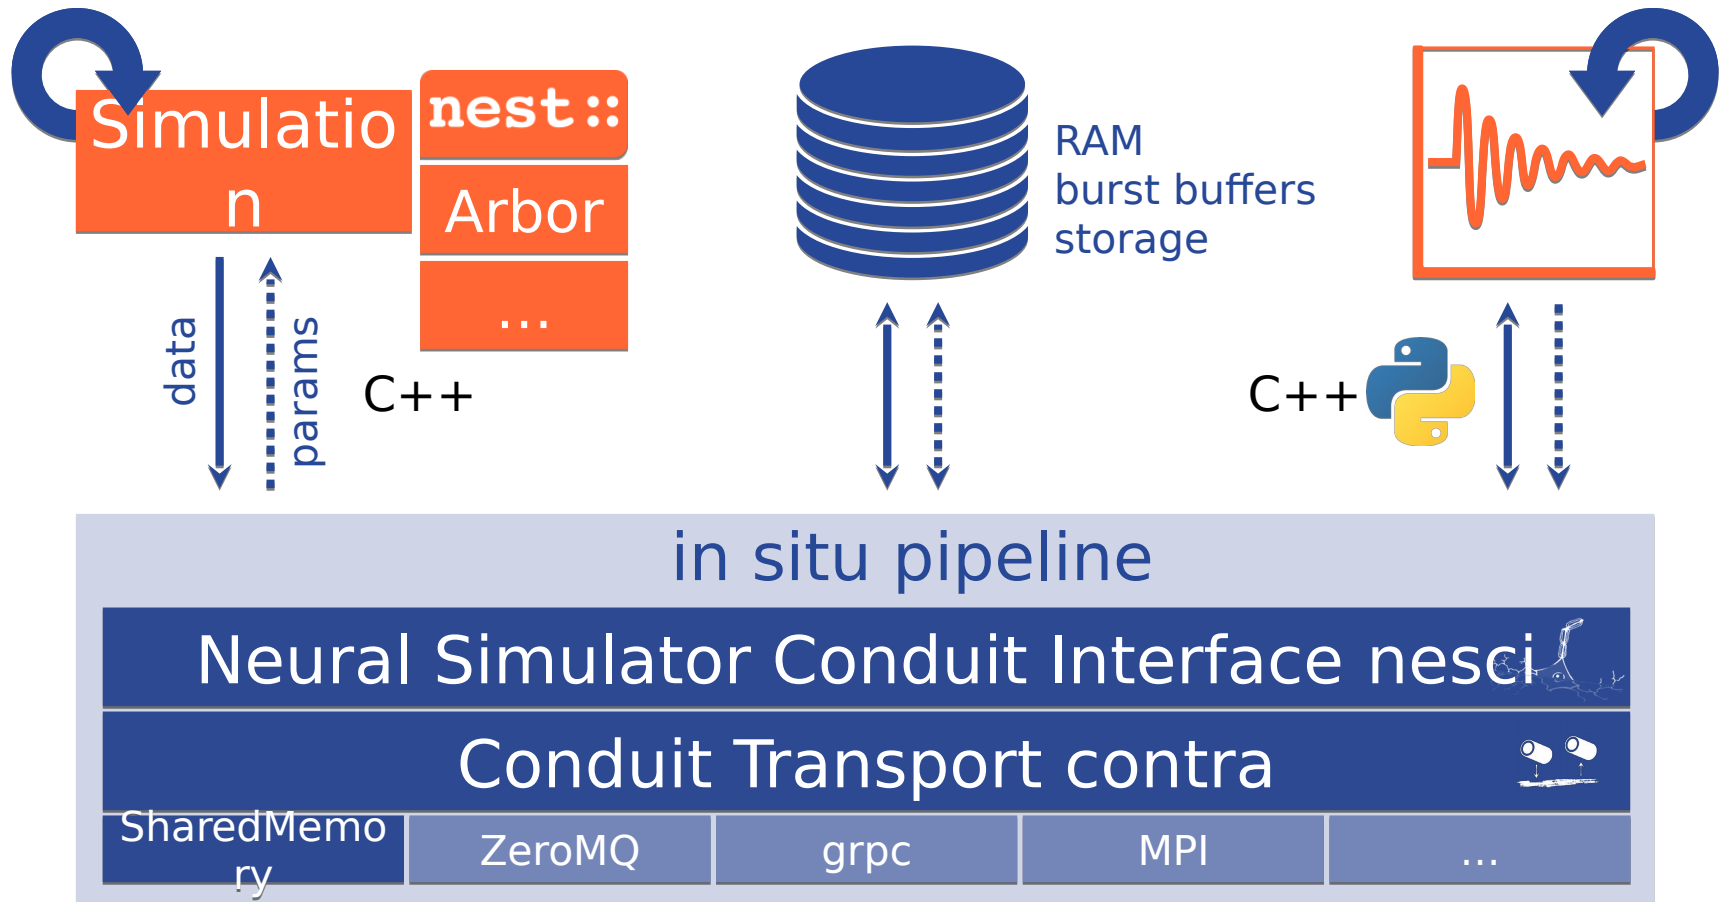 Simulatio
n
nest::
Arbor
...
RAM
burst buffers
storage
data
params
C++
C++
in situ pipeline
Neural Simulator Conduit Interface nesci
Conduit Transport contra
SharedMemo
ry
ZeroMQ
grpc
MPI
...